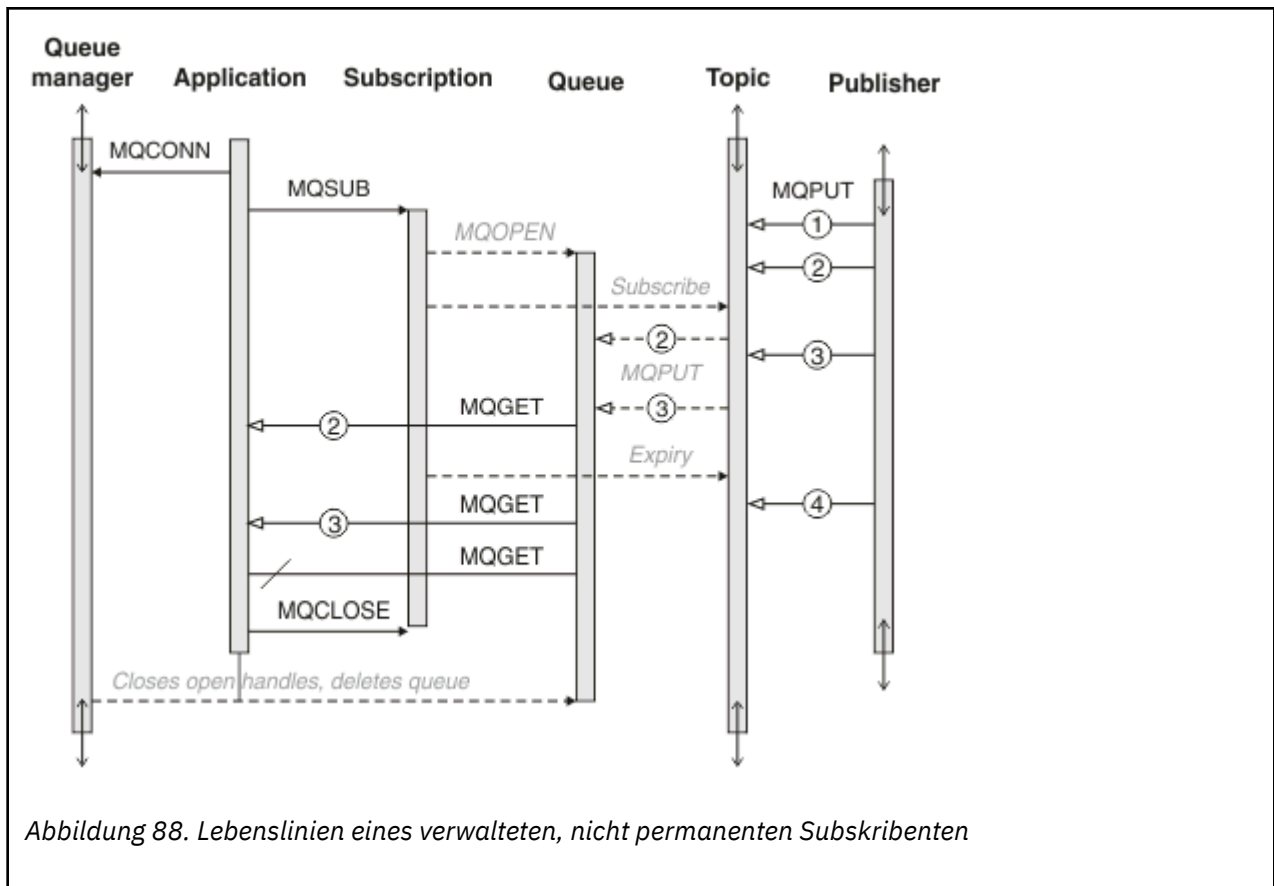 Queue manager
Application
Subscription
Queue
Topic
Publisher
MQCONN
MQSUB
MQPUT
1
MQOPEN
2
Subscribe
2
3
MQPUT
3
MQGET
2
Expiry
4
MQGET
3
MQGET
MQCLOSE
Closes open handles, deletes queue
Abbildung 88. Lebenslinien eines verwalteten, nicht permanenten Subskribenten